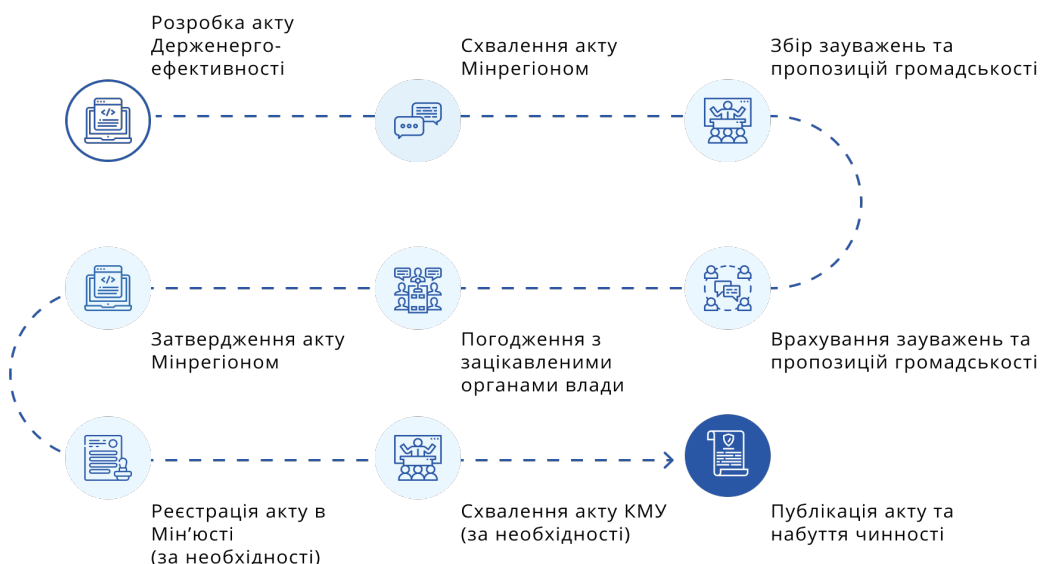 Розробка акту
Держенерго-
ефективності
Схвалення акту
Мінрегіоном
Збір зауважень та
пропозицій громадськості
Врахування зауважень та
пропозицій громадськості
Погодження з
зацікавленими
органами влади
Затвердження акту
Мінрегіоном
Реєстрація акту в
Мін’юсті
(за необхідності)
Схвалення акту КМУ
(за необхідності)
Публікація акту та
набуття чинності